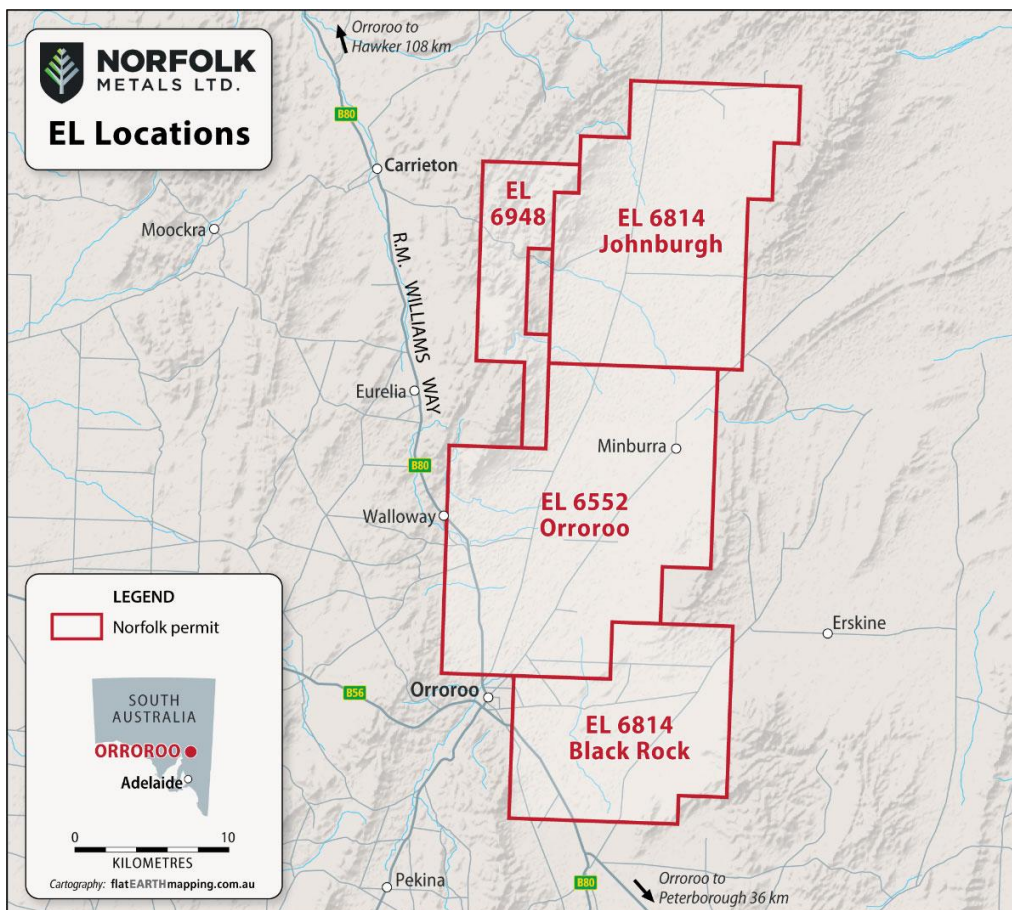 NORFOLK
METALS LTD.
EL Locations
Orroroo to
Hawker 108 km
B80
Carrieton
Moockra
EL
6948
EL 6814
Johnburgh
R.M. WILLIAMS WAY
Eurelia
Minburra
B80
Walloway
EL 6552
Orroroo
LEGEND
Norfolk permit
Erskine
SOUTH
AUSTRALIA
ORROROO
Adelaide
B56
Orroroo
EL 6814
Black Rock
0 10
KILOMETRES
Cartography: flatEARTHmapping.com.au
Pekina
B80
Orroroo to
Peterborough 36 km